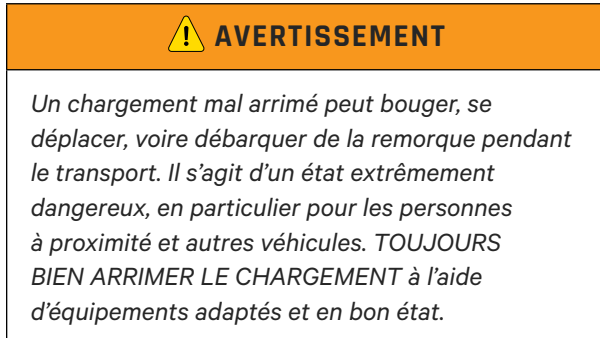 AVERTISSEMENT
Un chargement mal arrimé peut bouger, se
déplacer, voire débarquer de la remorque pendant
le transport. Il s’agit d’un état extrêmement
dangereux, en particulier pour les personnes
à proximité et autres véhicules. TOUJOURS
BIEN ARRIMER LE CHARGEMENT à l’aide
d’équipements adaptés et en bon état.